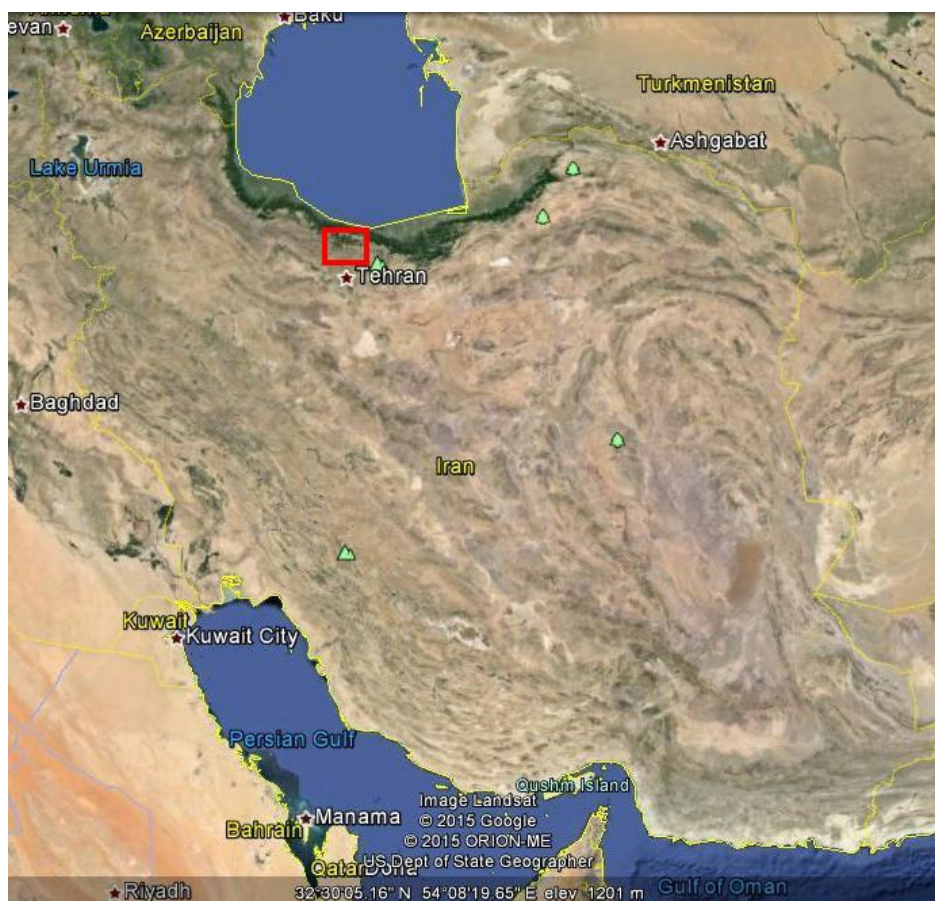 Baku
evan
Azerbaijan
Turkmenistan
Ashgabat
Lake Urmia
Tehran
Baghdad
Iran
Kuwait
Kuwait City
Persian Gulf
Qushm Island
Image Landsat
Manama
© 2015 Google
Bahrain
© 2015 ORION-ME
US Dept of State Geographer
Qatar
Doha
Riyadh
32°30'05.16" N 54°08'19.65" E elev 1201 m
Gulf of Oman